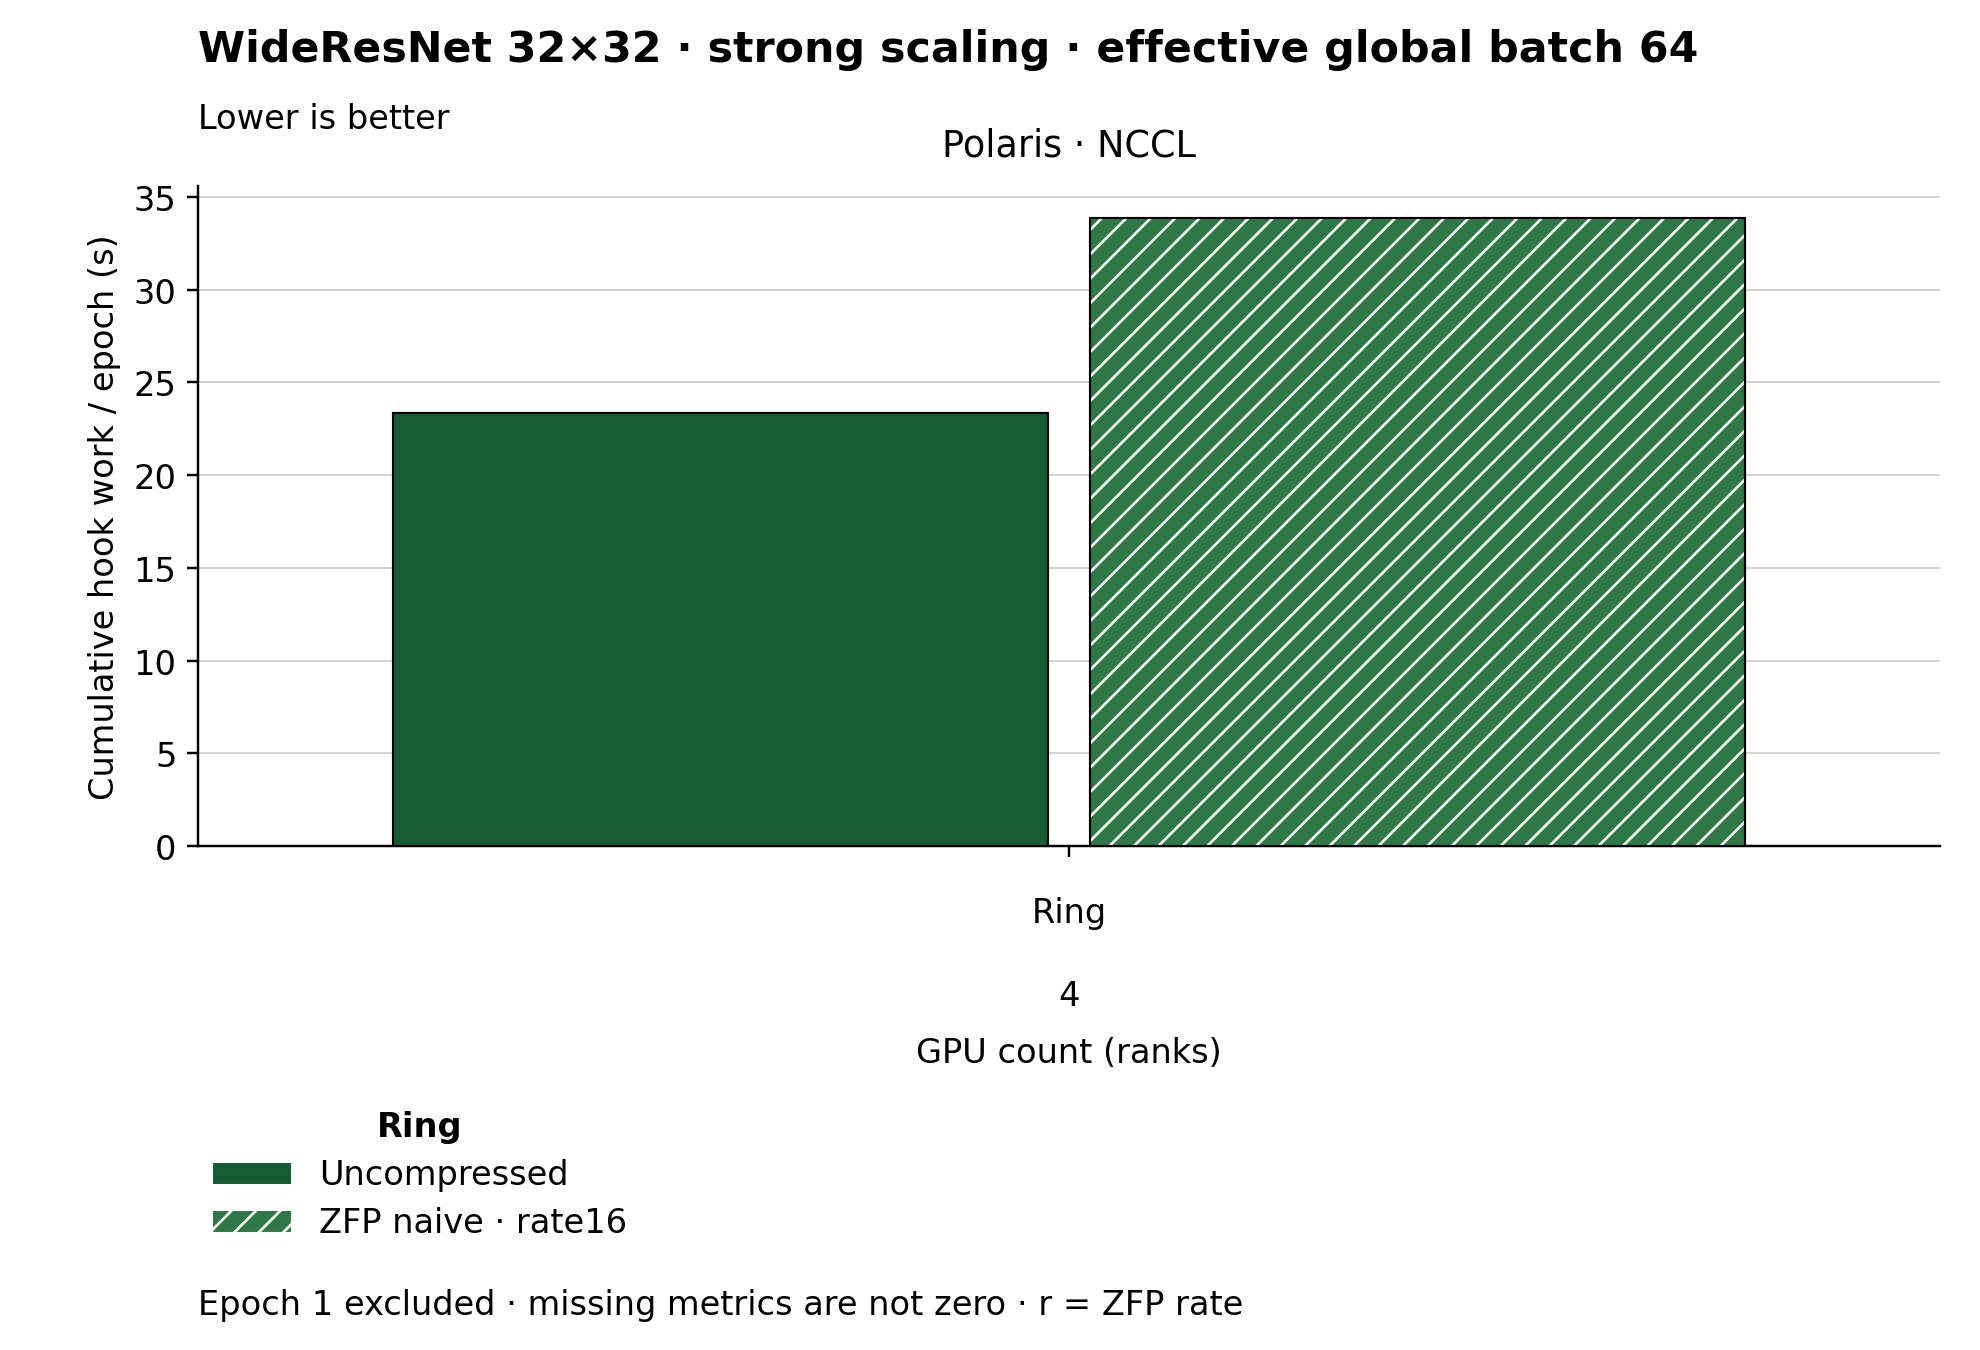 WideResNet 32×32 · strong scaling · effective global batch 64
Lower is better
Polaris · NCCL
Cumulative hook work / epoch (s)
35
30
25
20
15
10
5
0
Ring
4
GPU count (ranks)
Ring
Uncompressed
ZFP naive · rate16
Epoch 1 excluded · missing metrics are not zero · r = ZFP rate